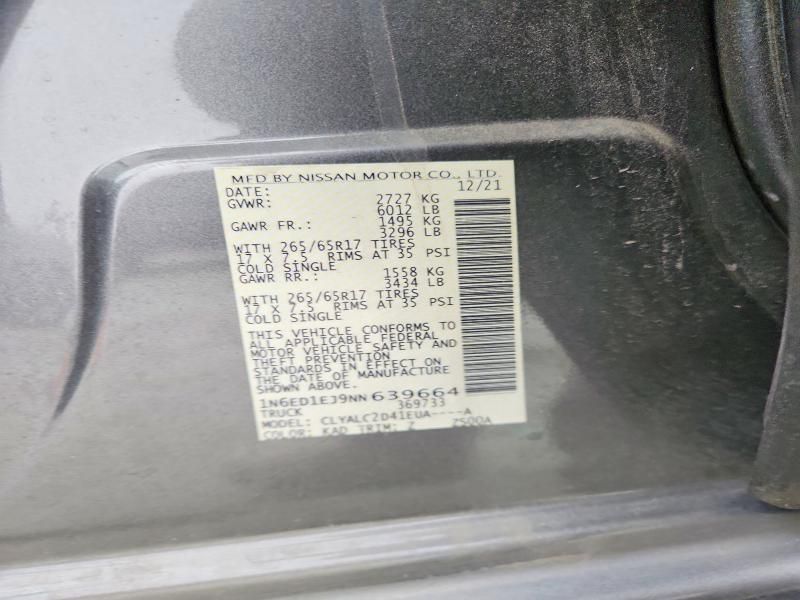 MFD BY NISSAN MOTOR CO., LTD.
DATE: 12/21
GVWR: 2727 KG
6012 LB
GAWR FR.: 1495 KG
3296 LB
WITH 265/65R17 TIRES
17 X 7.5 RIMS AT 35 PSI
COLD SINGLE
GAWR RR.: 1558 KG
3434 LB
WITH 265/65R17 TIRES
17 X 7.5 RIMS AT 35 PSI
COLD SINGLE
THIS VEHICLE CONFORMS TO
ALL APPLICABLE FEDERAL
MOTOR VEHICLE SAFETY AND
THEFT PREVENTION
STANDARDS IN EFFECT ON
THE DATE OF MANUFACTURE
SHOWN ABOVE.
1N6ED1EJ9NN639664
TRUCK 369733
MODEL: CLYALC2D41EUA----A
COLOR: KAD TRIM: Z 7500A